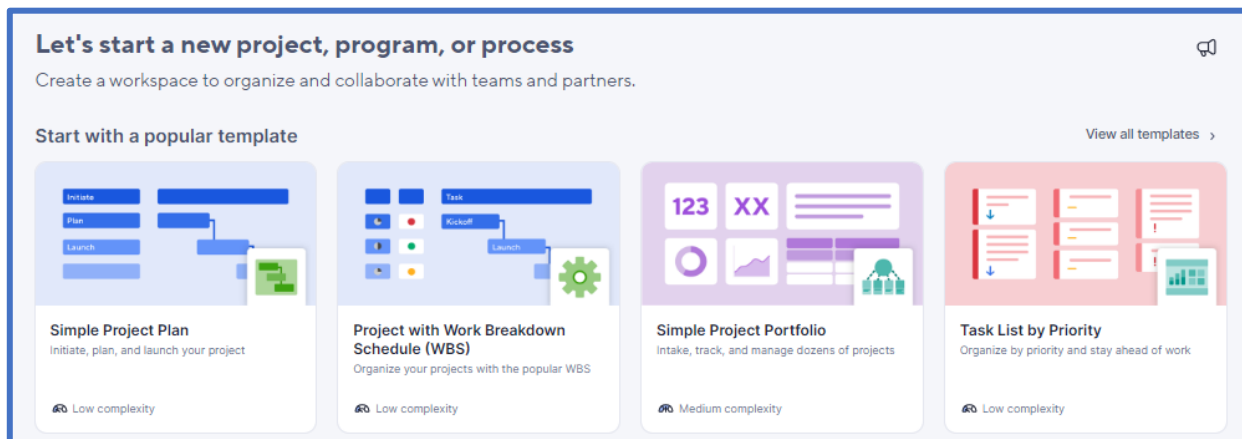 Let's start a new project, program, or process
Create a workspace to organize and collaborate with teams and partners.
Start with a popular template
View all templates
Initiate
Plan
Launch
Simple Project Plan
Initiate, plan, and launch your project
Low complexity
Task
Kickoff
Launch
Project with Work Breakdown
Schedule (WBS)
Organize your projects with the popular WBS
Low complexity
123
XX
Simple Project Portfolio
Intake, track, and manage dozens of projects
Medium complexity
!
!
Task List by Priority
Organize by priority and stay ahead of work
Low complexity